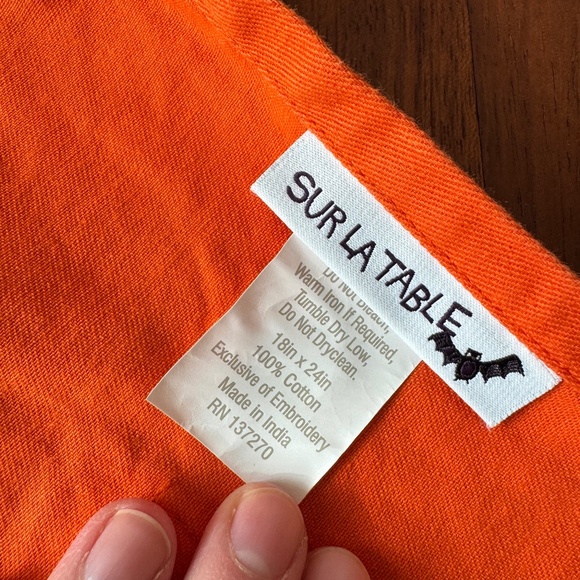 SUR LA TABLE
Do Not Bleach,
Warm Iron If Required,
Tumble Dry Low,
Do Not Dryclean.
18in x 24in
100% Cotton
Exclusive of Embroidery
Made in India
RN 137270